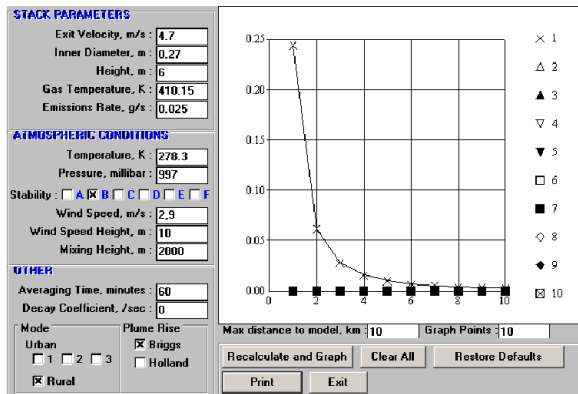 STACK PARAMETERS
Exit Velocity, m/s : 4.7
Inner Diameter, m : 0.27
Height, m : 6
Gas Temperature, K : 410.15
Emissions Rate, g/s : 0.025
ATMOSPHERIC CONDITIONS
Temperature, K : 278.3
Pressure, millibar : 997
Stability : A B C D E F
Wind Speed, m/s : 2.9
Wind Speed Height, m : 10
Mixing Height, m : 2000
OTHER
Averaging Time, minutes : 60
Decay Coefficient, /sec : 0
Mode
Urban
1 2 3
Rural
Plume Rise
Briggs
Holland
0.25
0.20
0.15
0.10
0.05
0.00
0 2 4 6 8 10
1
2
3
4
5
6
7
8
9
10
Max distance to model, km : 10 Graph Points : 10
Recalculate and Graph Clear All Restore Defaults
Print Exit